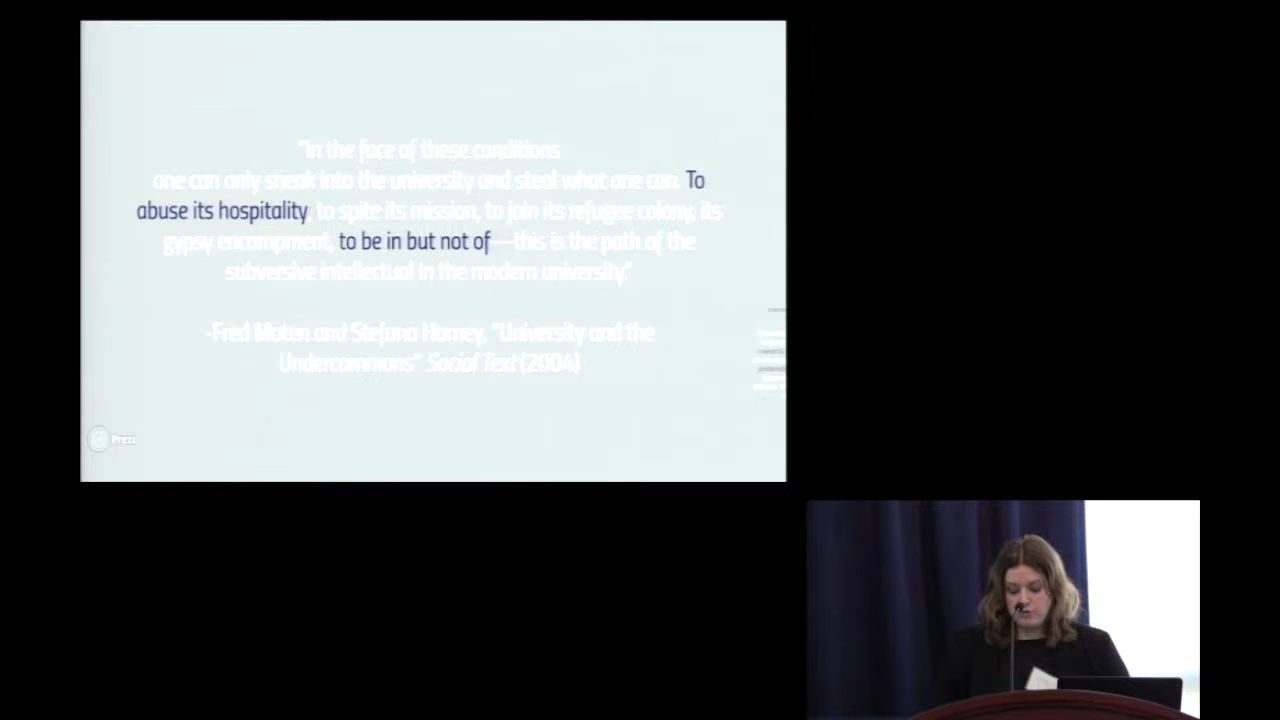 "In the face of these conditions
one can only sneak into the university and steal what one can. To
abuse its hospitality, to spite its mission, to join its refugee colony, its
gypsy encampment, to be in but not of—this is the path of the
subversive intellectual in the modern university."
-Fred Moten and Stefano Harney, "University and the
Undercommons" Social Text (2004)
Prezi